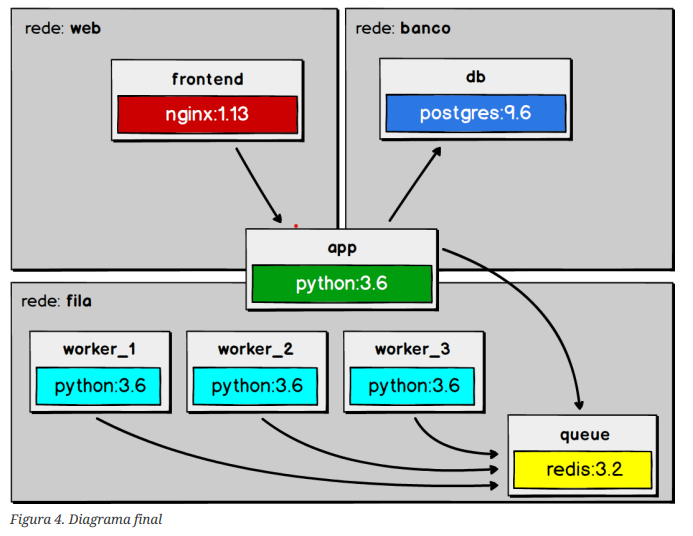 rede: web
frontend
nginx:1.13
rede: banco
db
postgres:9.6
app
python:3.6
rede: fila
worker_1
python:3.6
worker_2
python:3.6
worker_3
python:3.6
queue
redis:3.2
Figura 4. Diagrama final